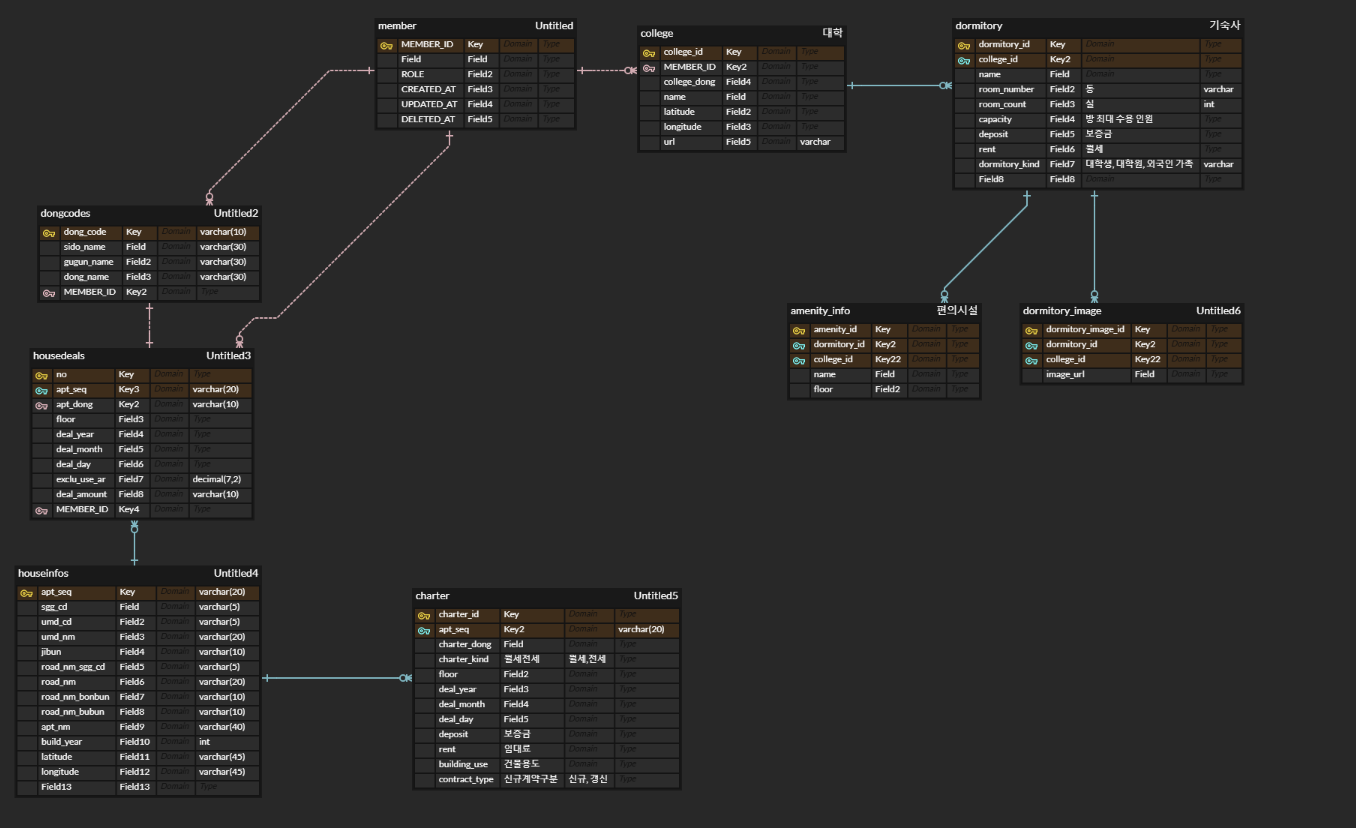 member Untitled
MEMBER_ID Key Domain Type
Field Field Domain Type
ROLE Field2 Domain Type
CREATED_AT Field3 Domain Type
UPDATED_AT Field4 Domain Type
DELETED_AT Field5 Domain Type
college 대학
college_id Key Domain Type
MEMBER_ID Key2 Domain Type
college_dong Field4 Domain Type
name Field Domain Type
latitude Field2 Domain Type
longitude Field3 Domain Type
url Field5 Domain varchar
dormitory 기숙사
dormitory_id Key Domain Type
college_id Key2 Domain Type
name Field Domain Type
room_number Field2 동 varchar
room_count Field3 실 int
capacity Field4 방 최대 수용 인원 Type
deposit Field5 보증금 Type
rent Field6 월세 Type
dormitory_kind Field7 대학생, 대학원, 외국인 가족 varchar
Field8 Field8 Domain Type
dongcodes Untitled2
dong_code Key Domain varchar(10)
sido_name Field Domain varchar(30)
gugun_name Field2 Domain varchar(30)
dong_name Field3 Domain varchar(30)
MEMBER_ID Key2 Domain Type
amenity_info 편의시설
amenity_id Key Domain Type
dormitory_id Key2 Domain Type
college_id Key22 Domain Type
name Field Domain Type
floor Field2 Domain Type
dormitory_image Untitled6
dormitory_image_id Key Domain Type
dormitory_id Key2 Domain Type
college_id Key22 Domain Type
image_url Field Domain Type
housedeals Untitled3
no Key Domain Type
apt_seq Key3 Domain varchar(20)
apt_dong Key2 Domain varchar(10)
floor Field3 Domain Type
deal_year Field4 Domain Type
deal_month Field5 Domain Type
deal_day Field6 Domain Type
exclu_use_ar Field7 Domain decimal(7,2)
deal_amount Field8 Domain varchar(10)
MEMBER_ID Key4 Domain Type
houseinfos Untitled4
apt_seq Key Domain varchar(20)
sgg_cd Field Domain varchar(5)
umd_cd Field2 Domain varchar(5)
umd_nm Field3 Domain varchar(20)
jibun Field4 Domain varchar(10)
road_nm_sgg_cd Field5 Domain varchar(5)
road_nm Field6 Domain varchar(20)
road_nm_bonbun Field7 Domain varchar(10)
road_nm_bubun Field8 Domain varchar(10)
apt_nm Field9 Domain varchar(40)
build_year Field10 Domain int
latitude Field11 Domain varchar(45)
longitude Field12 Domain varchar(45)
Field13 Field13 Domain Type
charter Untitled5
charter_id Key Domain Type
apt_seq Key2 Domain varchar(20)
charter_dong Field Domain Type
charter_kind 월세전세 월세,전세 Type
floor Field2 Domain Type
deal_year Field3 Domain Type
deal_month Field4 Domain Type
deal_day Field5 Domain Type
deposit 보증금 Domain Type
rent 임대료 Domain Type
building_use 건물용도 Domain Type
contract_type 신규계약구분 신규, 갱신 Type